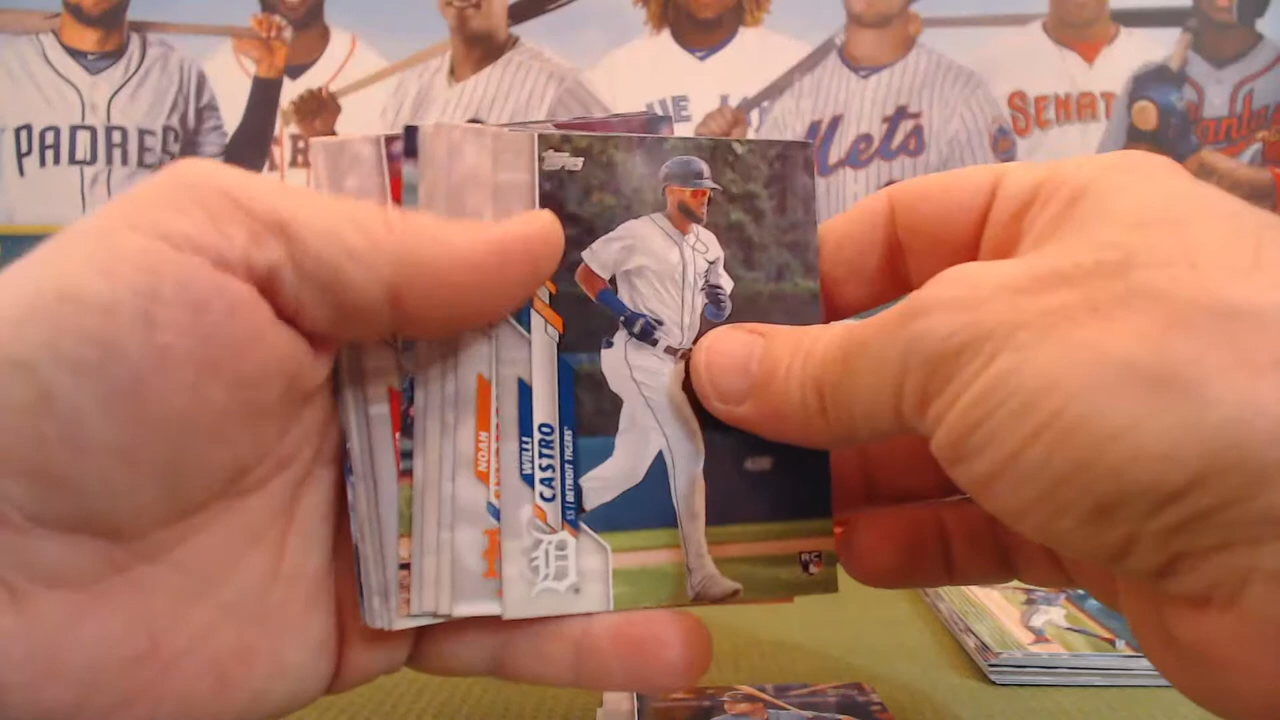 PADRES
Mets
SENAT
topps
NOAH
WILLI
CASTRO
SS | DETROIT TIGERS
D
RC